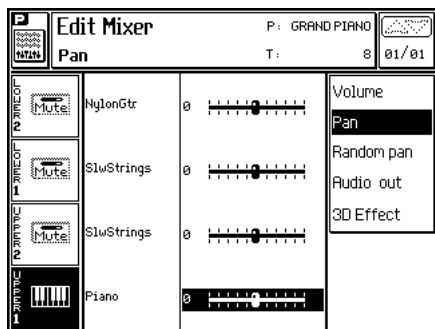 P
Edit Mixer
P: GRAND PIANO
Pan
T: 8
01/01
LOWER 2
Mute
NylonGtr
0
LOWER 1
Mute
SlwStrings
0
UPPER 2
Mute
SlwStrings
0
UPPER 1
Piano
0
Volume
Pan
Random pan
Audio out
3D Effect